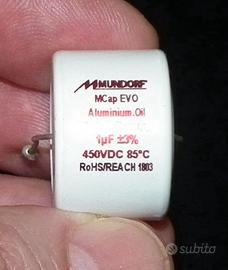 MUNDORF
MCap EVO
Aluminium.Oil
1µF ±3%
450VDC 85°C
RoHS/REACH 1803
subito